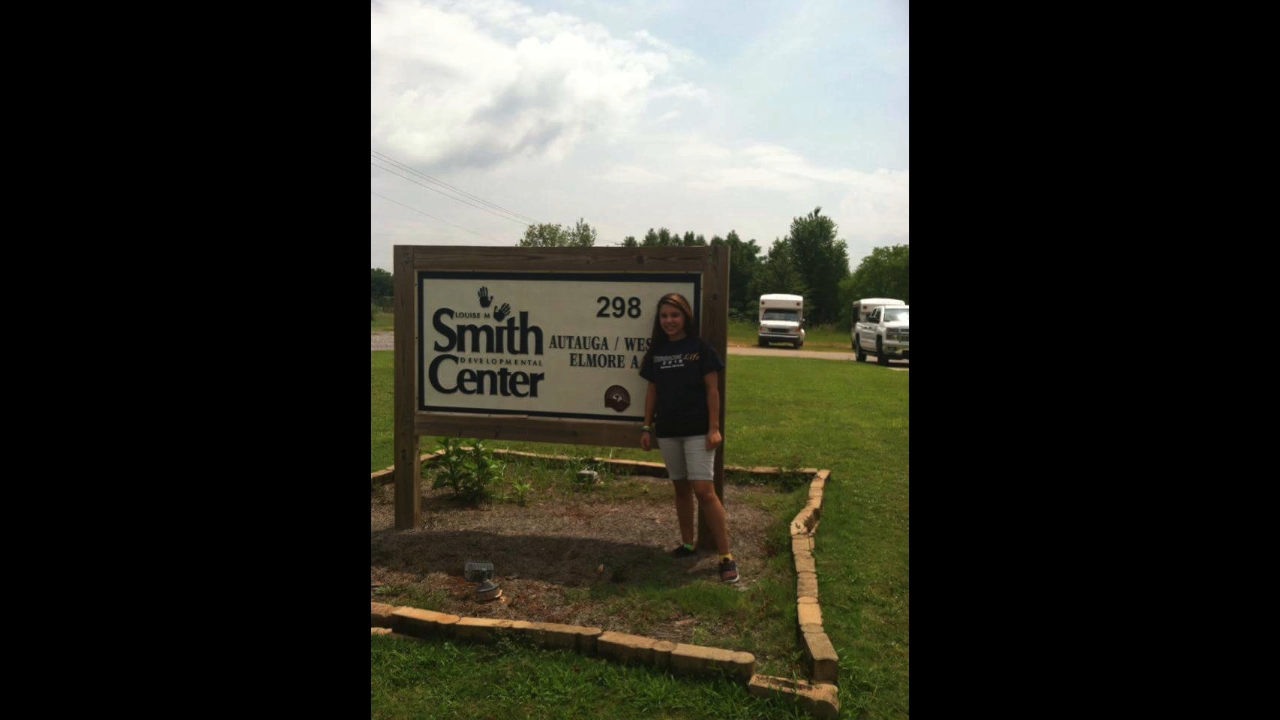 LOUISE M
Smith
DEVELOPMENTAL
Center
298
AUTAUGA / WES
ELMORE A